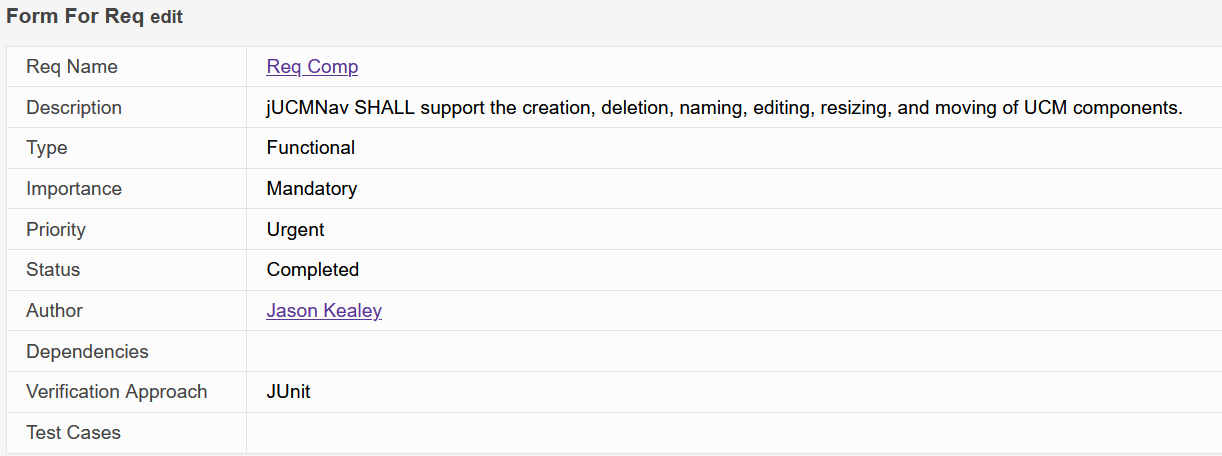 Form For Req edit
Req Name Req Comp
Description jUCMNav SHALL support the creation, deletion, naming, editing, resizing, and moving of UCM components.
Type Functional
Importance Mandatory
Priority Urgent
Status Completed
Author Jason Kealey
Dependencies
Verification Approach JUnit
Test Cases